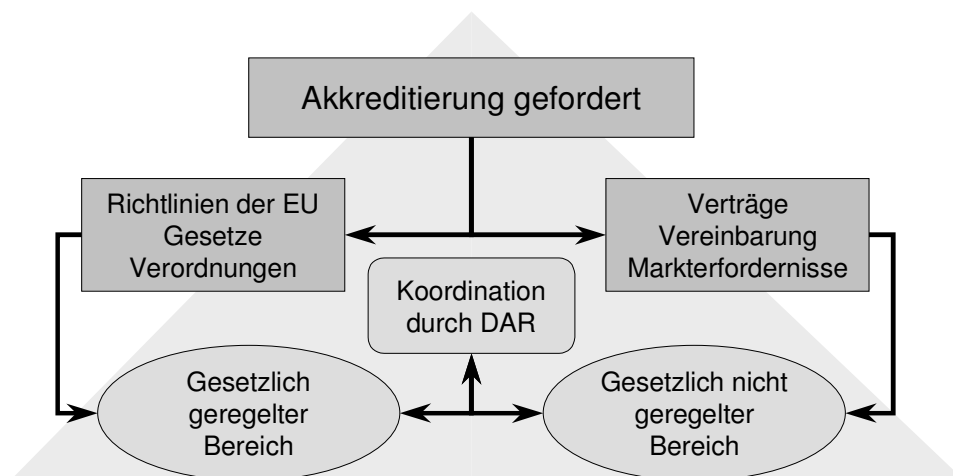 Akkreditierung gefordert
Richtlinien der EU
Gesetze
Verordnungen
Verträge
Vereinbarung
Markterfordernisse
Koordination
durch DAR
Gesetzlich
geregelter
Bereich
Gesetzlich nicht
geregelter
Bereich